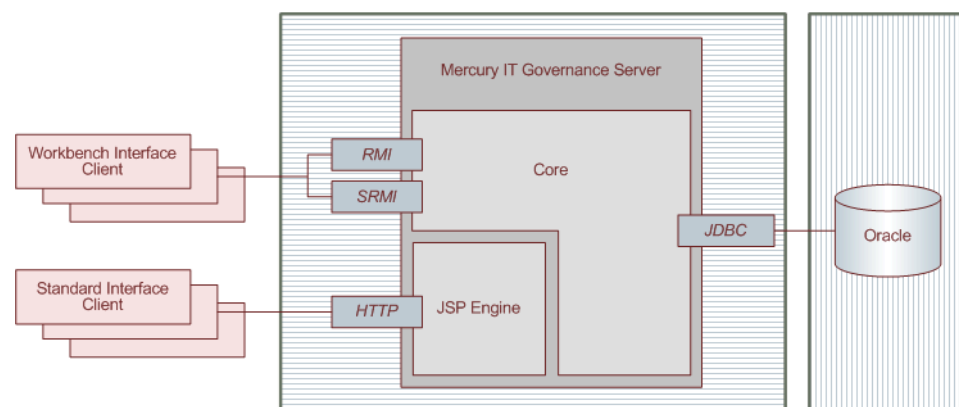 Mercury IT Governance Server
Workbench Interface
Client
RMI
SRMI
Core
JDBC
Oracle
Standard Interface
Client
HTTP
JSP Engine